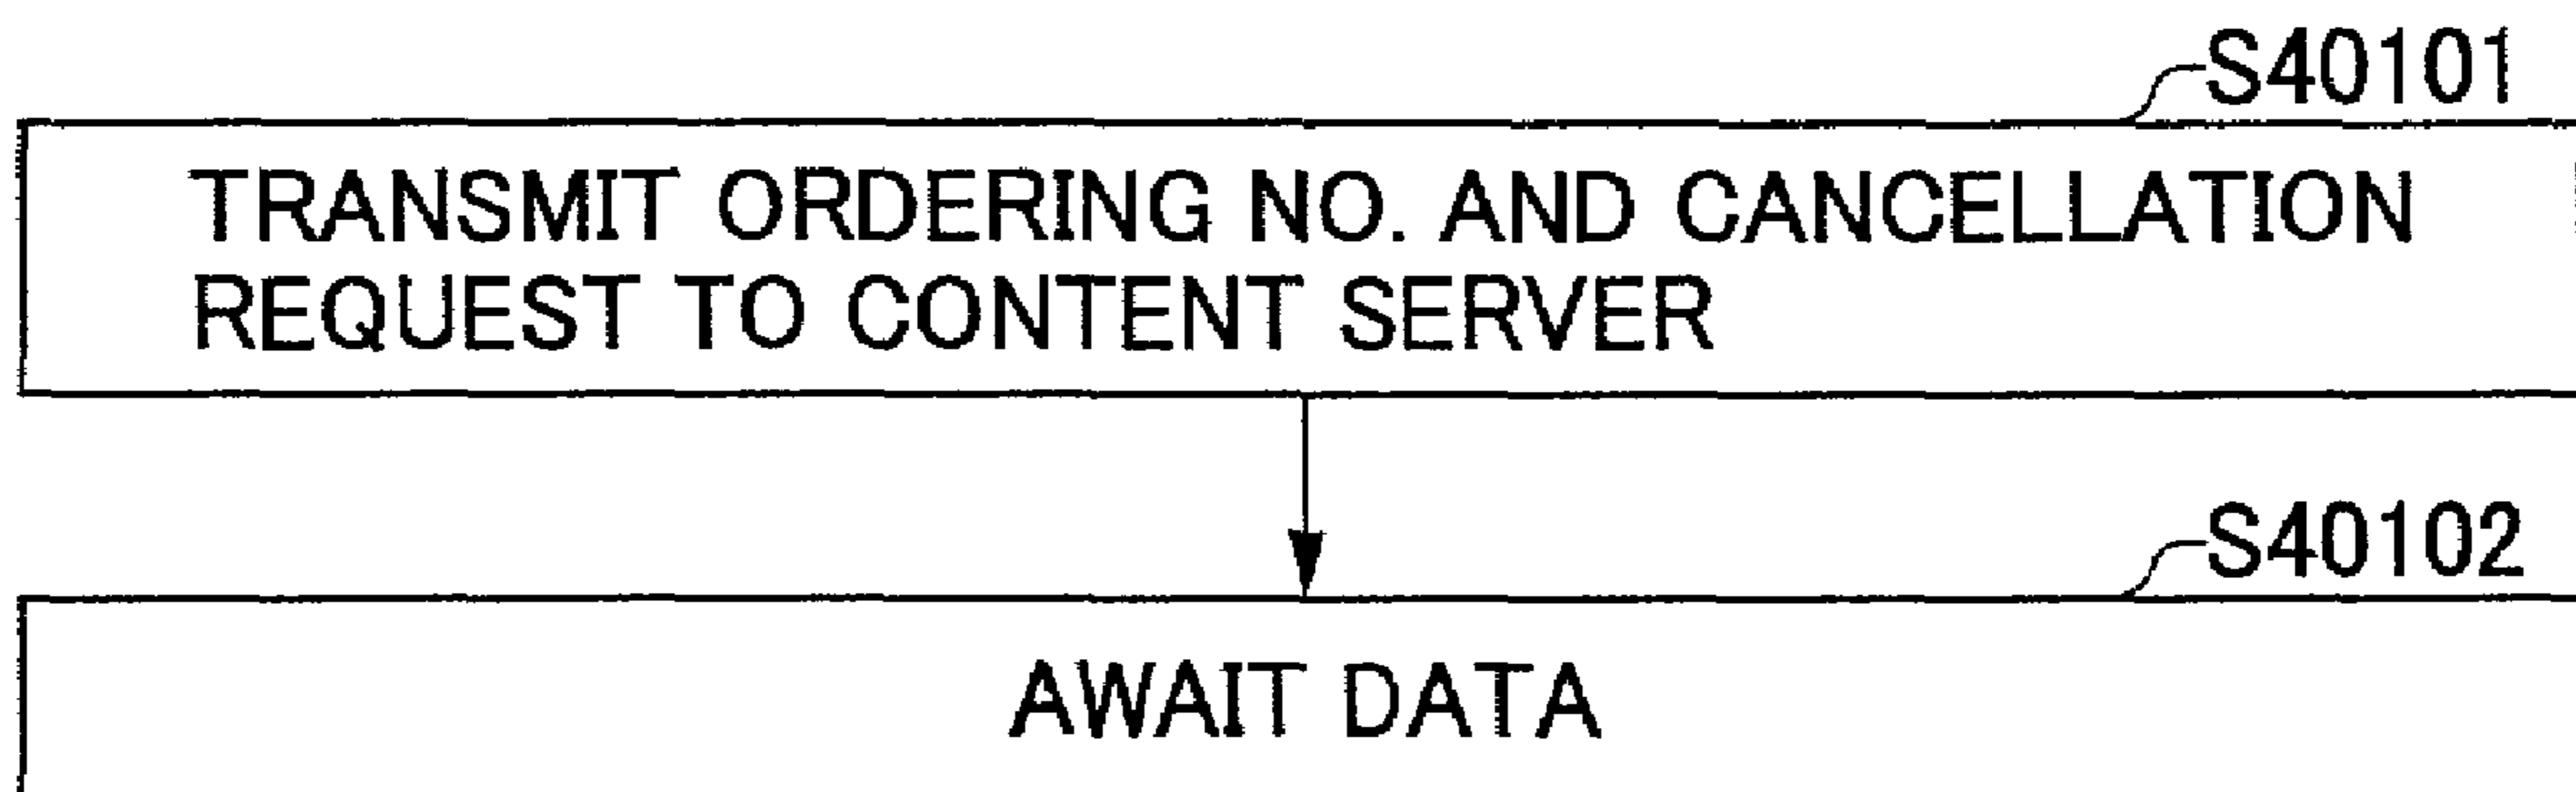 S40101
TRANSMIT ORDERING NO. AND CANCELLATION
REQUEST TO CONTENT SERVER
S40102
AWAIT DATA